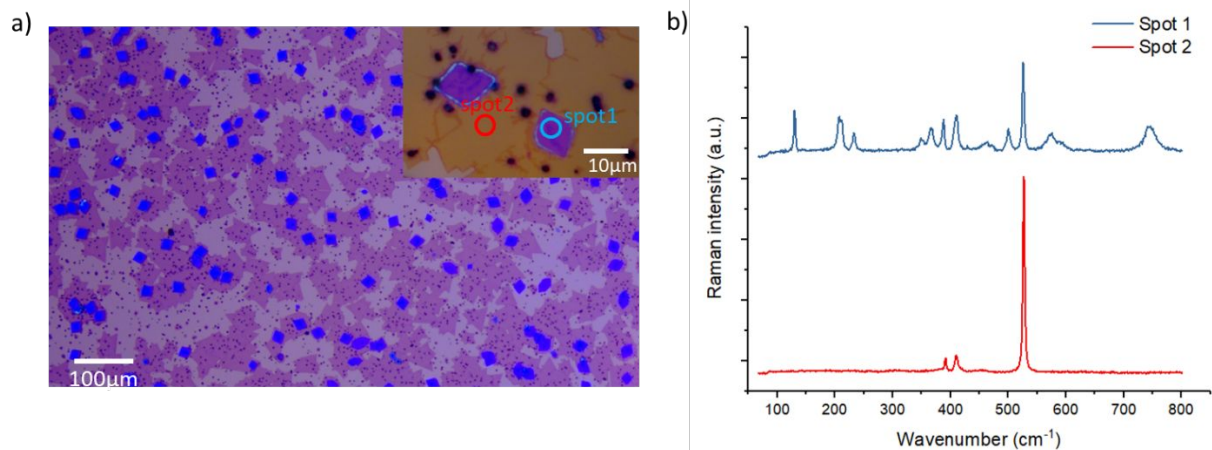 a)
spot2
spot1
10μm
100μm
b)
Spot 1
Spot 2
Raman intensity (a.u.)
100 200 300 400 500 600 700 800
Wavenumber (cm⁻¹)